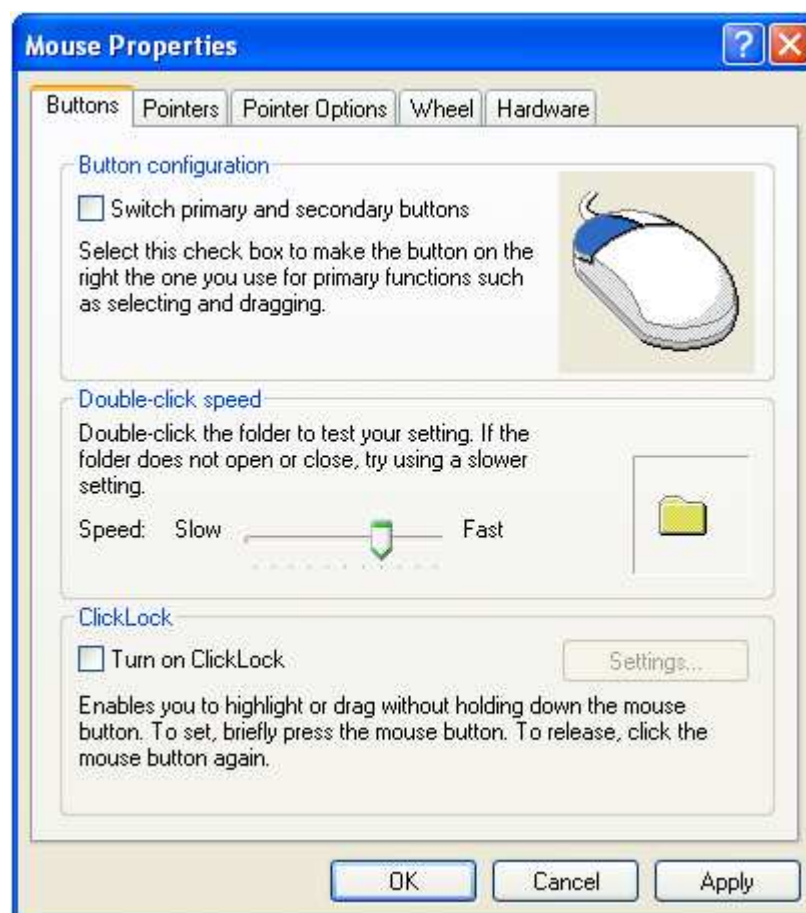 Mouse Properties
?
Buttons Pointers Pointer Options Wheel Hardware
Button configuration
Switch primary and secondary buttons
Select this check box to make the button on the
right the one you use for primary functions such
as selecting and dragging.
Double-click speed
Double-click the folder to test your setting. If the
folder does not open or close, try using a slower
setting.
Speed: Slow Fast
ClickLock
Turn on ClickLock Settings...
Enables you to highlight or drag without holding down the mouse
button. To set, briefly press the mouse button. To release, click the
mouse button again.
OK Cancel Apply